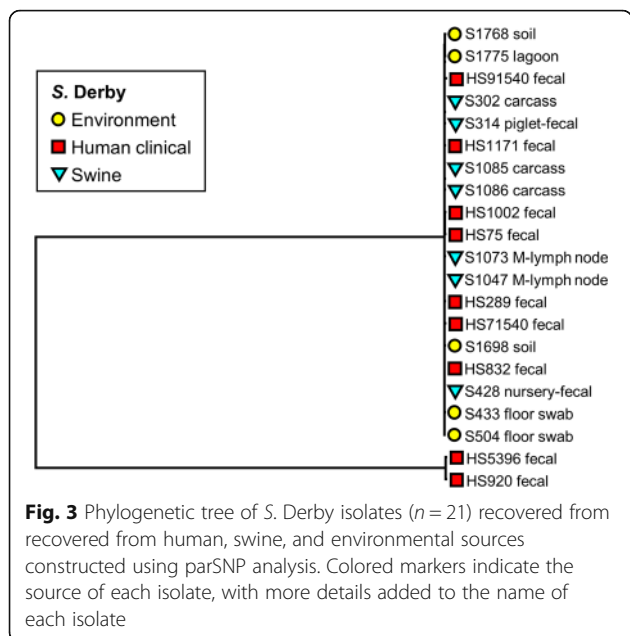 S1768 soil
S1775 lagoon
HS91540 fecal
S302 carcass
S314 piglet-fecal
HS1171 fecal
S1085 carcass
S1086 carcass
HS1002 fecal
HS75 fecal
S1073 M-lymph node
S1047 M-lymph node
HS289 fecal
HS71540 fecal
S1698 soil
HS832 fecal
S428 nursery-fecal
S433 floor swab
S504 floor swab
HS5396 fecal
HS920 fecal
S. Derby
Environment
Human clinical
Swine
Fig. 3 Phylogenetic tree of S. Derby isolates (n = 21) recovered from
recovered from human, swine, and environmental sources
constructed using parSNP analysis. Colored markers indicate the
source of each isolate, with more details added to the name of
each isolate